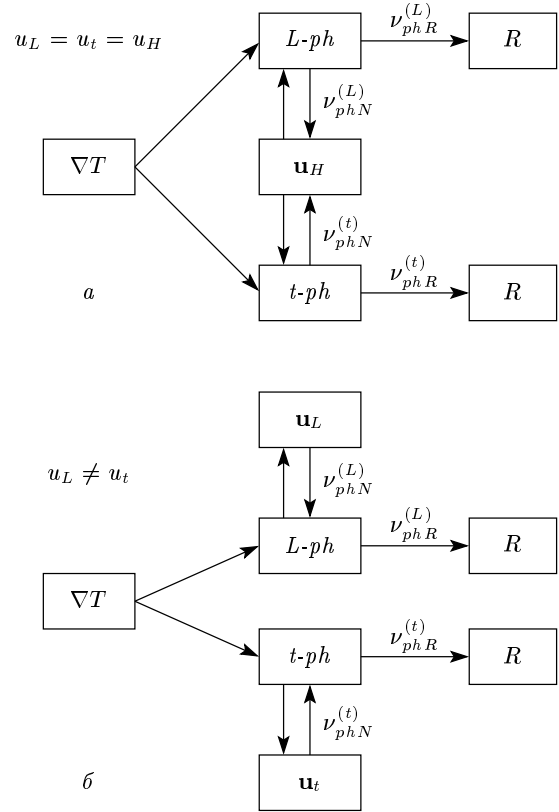 u_L = u_t = u_H
L-ph
ν_{phR}^{(L)}
R
ν_{phN}^{(L)}
∇T
𝐮_H
ν_{phN}^{(t)}
а
t-ph
ν_{phR}^{(t)}
R
𝐮_L
u_L ≠ u_t
ν_{phN}^{(L)}
L-ph
ν_{phR}^{(L)}
R
∇T
t-ph
ν_{phR}^{(t)}
R
ν_{phN}^{(t)}
б
𝐮_t